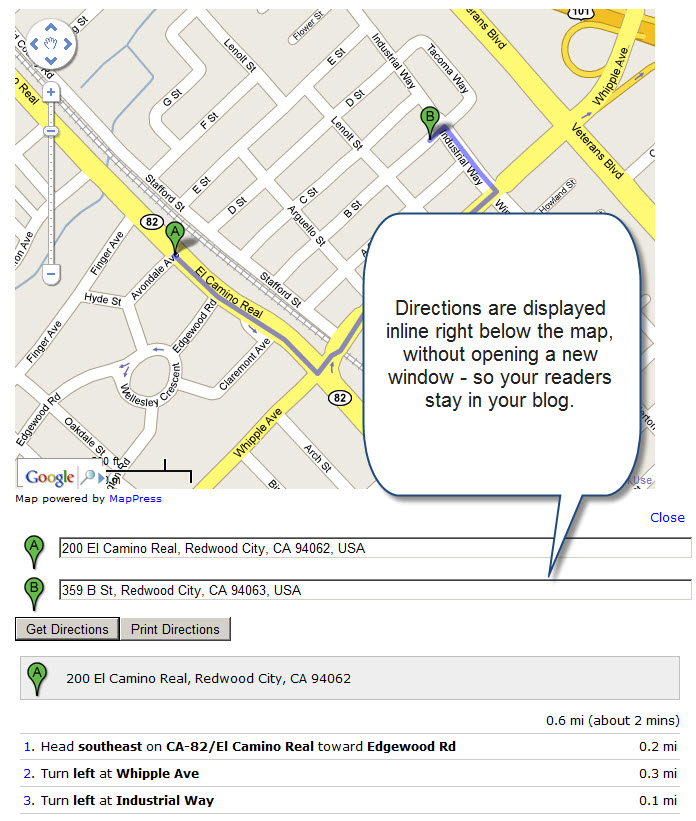 101
Flower St
Veterans Blvd
Industrial Way
Tacoma Way
Whipple Ave
Lenolt St
E St
D St
G St
F St
Lenolt St
Industrial Way
Veterans Blvd
Stafford St
E St
C St
D St
Arguello St
B St
Howland St
82
A
B
El Camino Real
Stafford St
Finger Ave
Avondale Ave
Hyde St
Edgewood Rd
Finger Ave
Claremont Ave
Wellesley Crescent
Edgewood Rd
82
Oakdale St
Whipple Ave
Arch St
Directions are displayed
inline right below the map,
without opening a new
window - so your readers
stay in your blog.
Google
Map powered by MapPress
Close
A
200 El Camino Real, Redwood City, CA 94062, USA
B
359 B St, Redwood City, CA 94063, USA
Get Directions
Print Directions
A
200 El Camino Real, Redwood City, CA 94062
0.6 mi (about 2 mins)
1. Head southeast on CA-82/El Camino Real toward Edgewood Rd 0.2 mi
2. Turn left at Whipple Ave 0.3 mi
3. Turn left at Industrial Way 0.1 mi